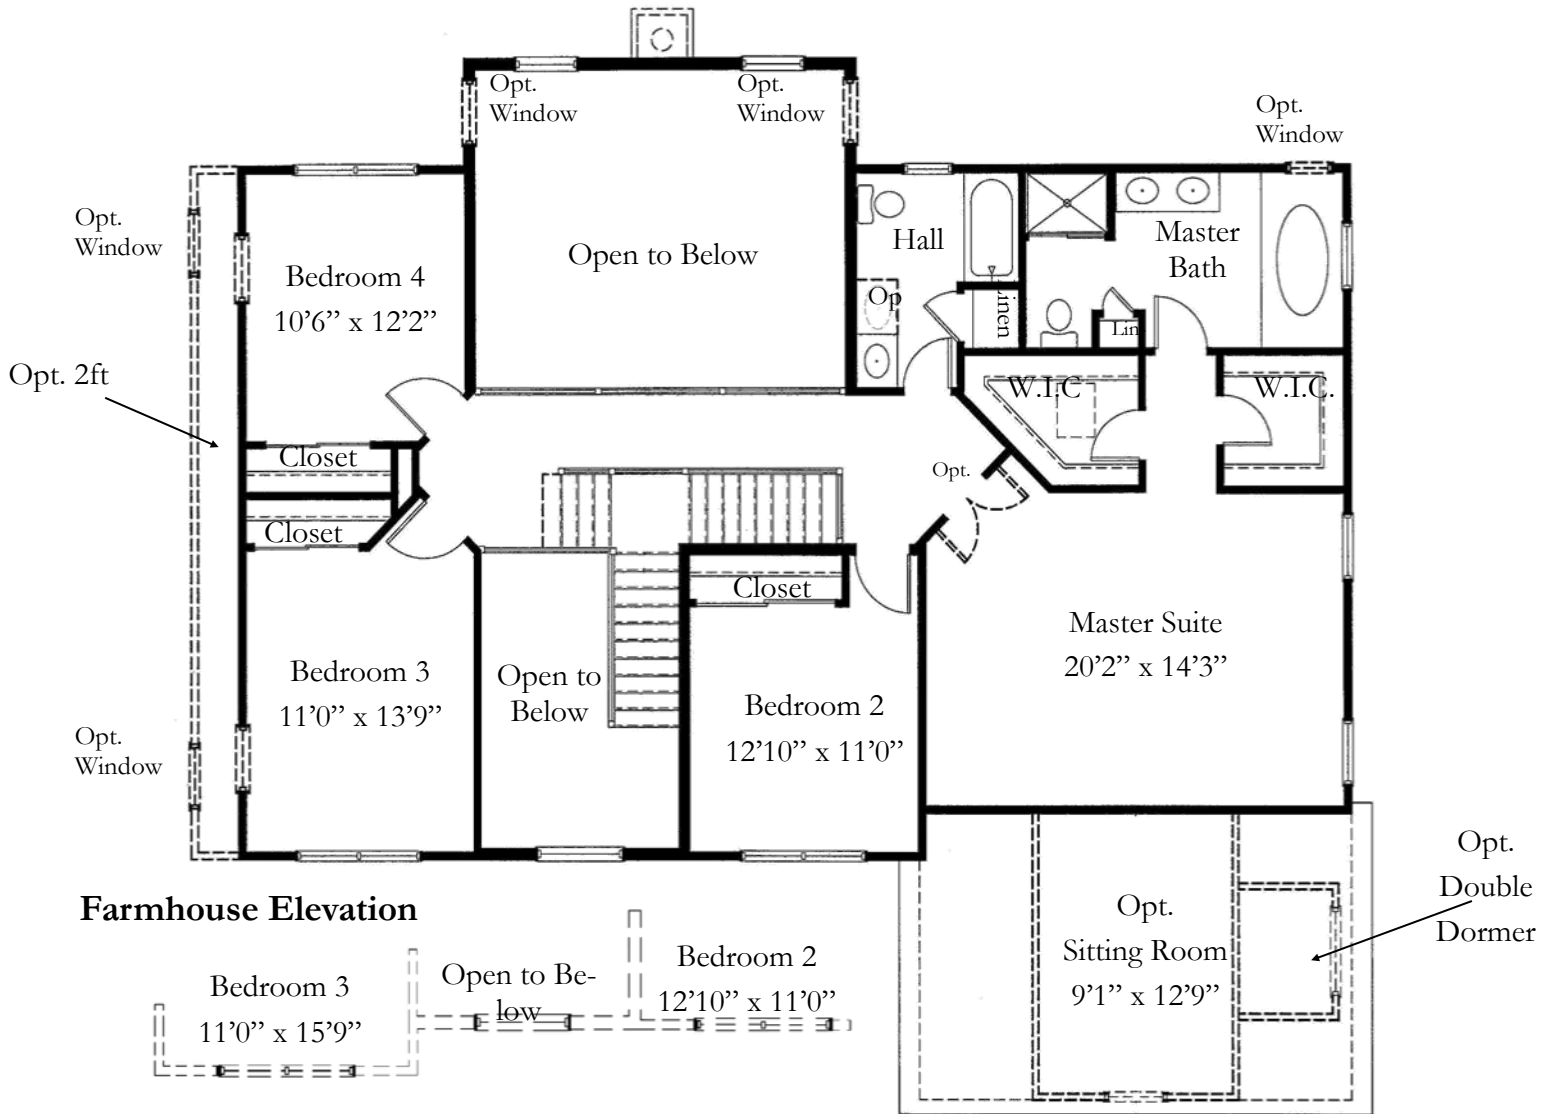 Opt.
Window
Opt.
Window
Opt.
Window
Opt.
Window
Hall
Master
Bath
Open to Below
Bedroom 4
10’6” x 12’2”
Op
Linen
Lin
Opt. 2ft
W.I.C
W.I.C.
Closet
Opt.
Closet
Closet
Master Suite
20’2” x 14’3”
Bedroom 3
11’0” x 13’9”
Open to
Below
Bedroom 2
12’10” x 11’0”
Opt.
Window
Opt.
Double
Dormer
Farmhouse Elevation
Opt.
Sitting Room
9’1” x 12’9”
Bedroom 3
11’0” x 15’9”
Open to Be-
low
Bedroom 2
12’10” x 11’0”